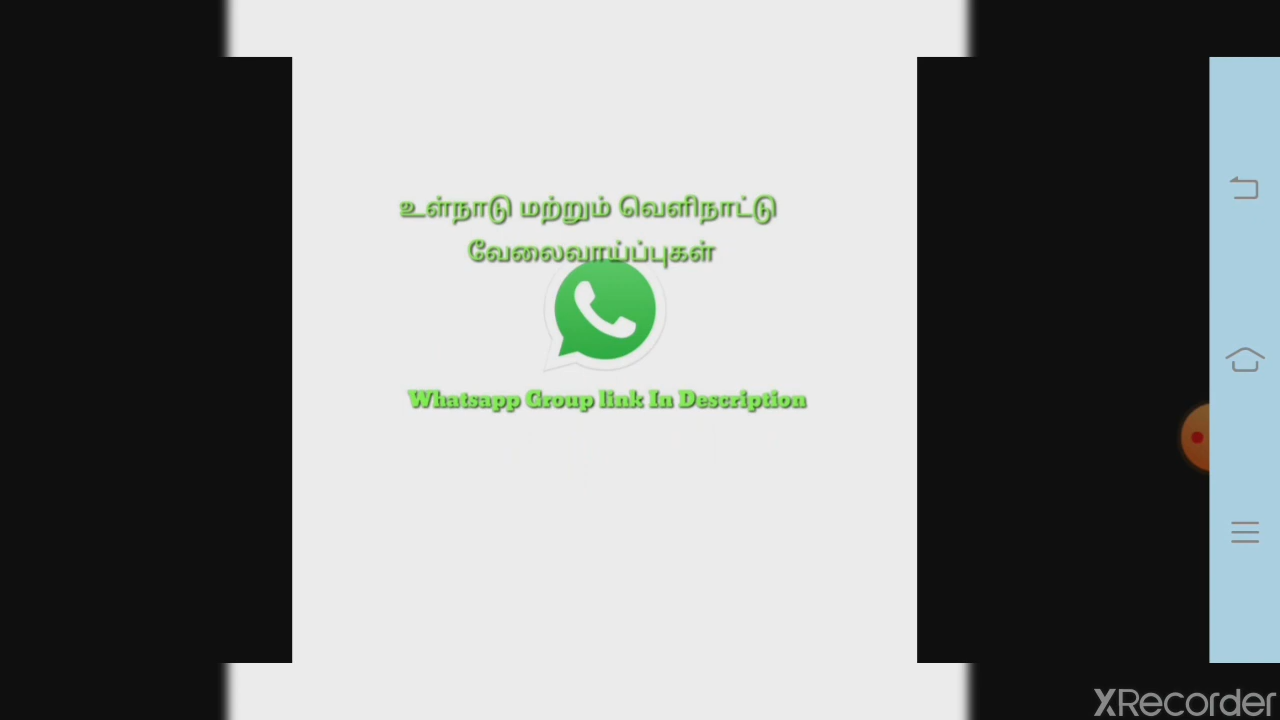 உள்நாடு மற்றும் வெளிநாட்டு
வேலைவாய்ப்புகள்
Whatsapp Group link In Description
XRecorder